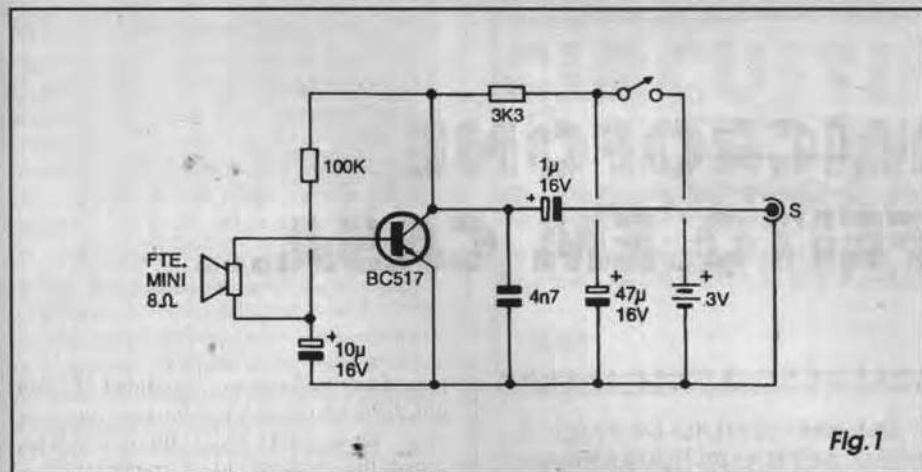 3K3
100K
1µ
16V
S
BC517
FTE.
MINI
8Ω
4n7
47µ
16V
3V
10µ
16V
Fig.1